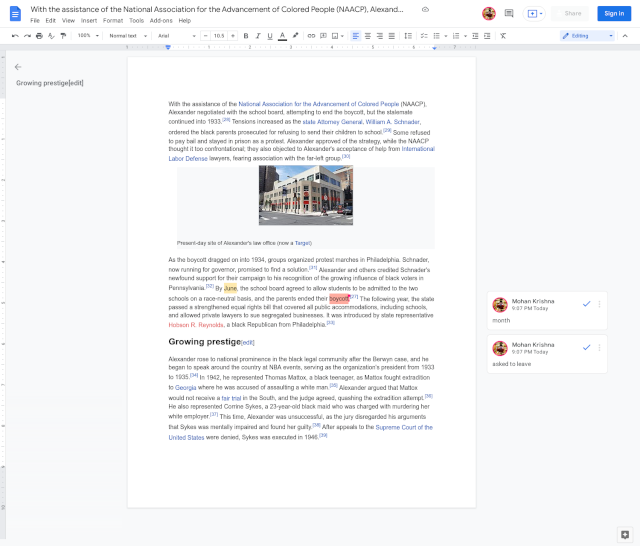 With the assistance of the National Association for the Advancement of Colored People (NAACP), Alexand...
File Edit View Insert Format Tools Add-ons Help
Share
Sign in
100% Normal text Arial 10.5 Editing
Growing prestige[edit]
With the assistance of the National Association for the Advancement of Colored People (NAACP),
Alexander negotiated with the school board, attempting to end the boycott, but the stalemate
continued into 1933.[28] Tensions increased as the state Attorney General, William A. Schnader,
ordered the black parents prosecuted for refusing to send their children to school.[29] Some refused
to pay bail and stayed in prison as a protest. Alexander approved of the strategy, while the NAACP
thought it too confrontational; they also objected to Alexander's acceptance of help from International
Labor Defense lawyers, fearing association with the far-left group.[30]
Present-day site of Alexander's law office (now a Target)
As the boycott dragged on into 1934, groups organized protest marches in Philadelphia. Schnader,
now running for governor, promised to find a solution.[31] Alexander and others credited Schnader's
newfound support for their campaign to his recognition of the growing influence of black voters in
Pennsylvania.[32] By June, the school board agreed to allow students to be admitted to the two
schools on a race-neutral basis, and the parents ended their boycott.[27] The following year, the state
passed a strengthened equal rights bill that covered all public accommodations, including schools,
and allowed private lawyers to sue segregated businesses. It was introduced by state representative
Hobson R. Reynolds, a black Republican from Philadelphia.[33]
Growing prestige[edit]
Alexander rose to national prominence in the black legal community after the Berwyn case, and he
began to speak around the country at NBA events, serving as the organization's president from 1933
to 1935.[34] In 1942, he represented Thomas Mattox, a black teenager, as Mattox fought extradition
to Georgia where he was accused of assaulting a white man.[35] Alexander argued that Mattox
would not receive a fair trial in the South, and the judge agreed, quashing the extradition attempt.[36]
He also represented Corrine Sykes, a 23-year-old black maid who was charged with murdering her
white employer.[37] This time, Alexander was unsuccessful, as the jury disregarded his arguments
that Sykes was mentally impaired and found her guilty.[38] After appeals to the Supreme Court of the
United States were denied, Sykes was executed in 1946.[39]
Mohan Krishna
9:07 PM Today
month
Mohan Krishna
9:07 PM Today
asked to leave